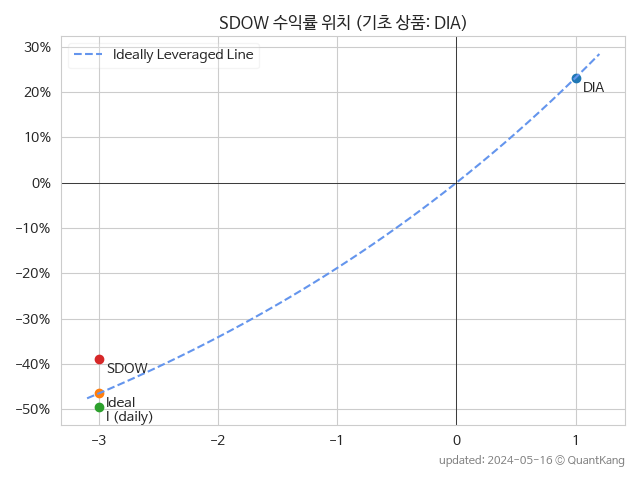 SDOW 수익률 위치 (기초 상품: DIA)
30%
Ideally Leveraged Line
20%
DIA
10%
0%
-10%
-20%
-30%
-40%
SDOW
Ideal
-50%
I (daily)
-3
-2
-1
0
1
updated: 2024-05-16 © QuantKang